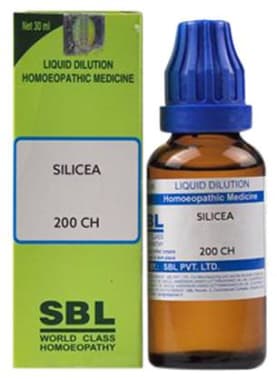 Net 30 ml
LIQUID DILUTION
HOMOEOPATHIC MEDICINE
SILICEA
200 CH
SBL
WORLD CLASS
HOMOEOPATHY
LIQUID DILUTION
Homoeopathic Medicine
SBL
SILICEA
200 CH
SBL PVT. LTD.